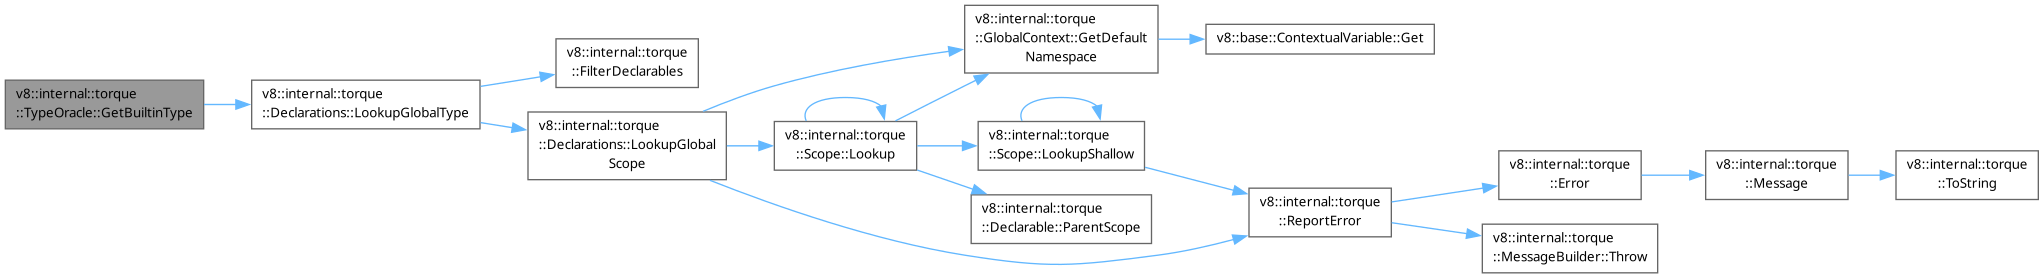 v8::internal::torque
::TypeOracle::GetBuiltinType
v8::internal::torque
::Declarations::LookupGlobalType
v8::internal::torque
::FilterDeclarables
v8::internal::torque
::Declarations::LookupGlobal
Scope
v8::internal::torque
::Scope::Lookup
v8::internal::torque
::GlobalContext::GetDefault
Namespace
v8::internal::torque
::Scope::LookupShallow
v8::internal::torque
::Declarable::ParentScope
v8::base::ContextualVariable::Get
v8::internal::torque
::ReportError
v8::internal::torque
::Error
v8::internal::torque
::MessageBuilder::Throw
v8::internal::torque
::Message
v8::internal::torque
::ToString